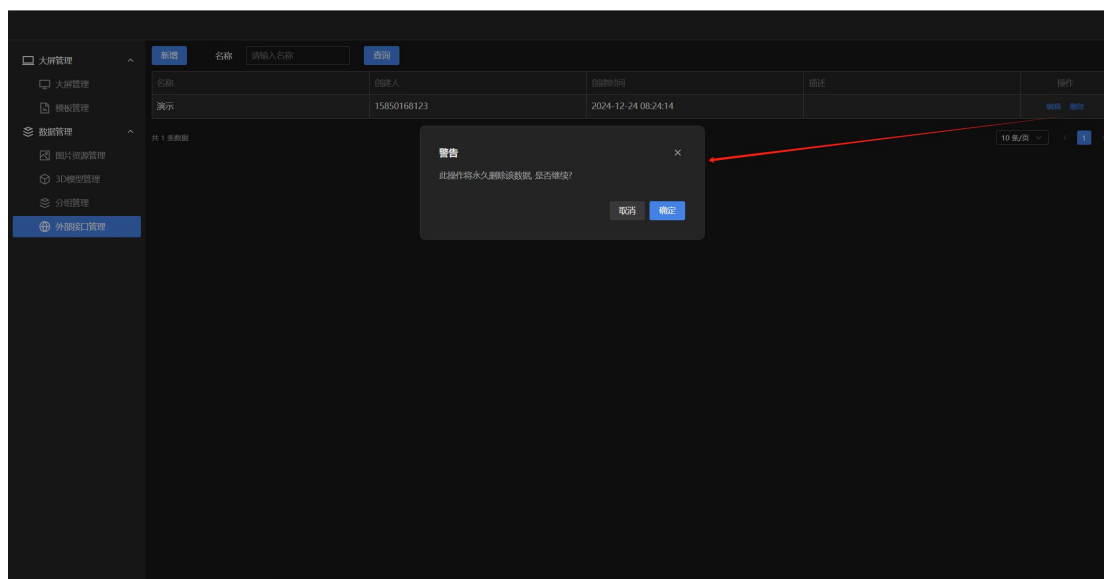 大屏管理
新增 名称 请输入名称 查询
大屏管理
名称 创建人 创建时间 描述 操作
模板管理
演示 15850168123 2024-12-24 08:24:14 编辑 删除
数据管理
共 1 条数据 10 条/页 1
图片资源管理
3D模型管理
分组管理
外部接口管理
警告
此操作将永久删除该数据, 是否继续?
取消 确定